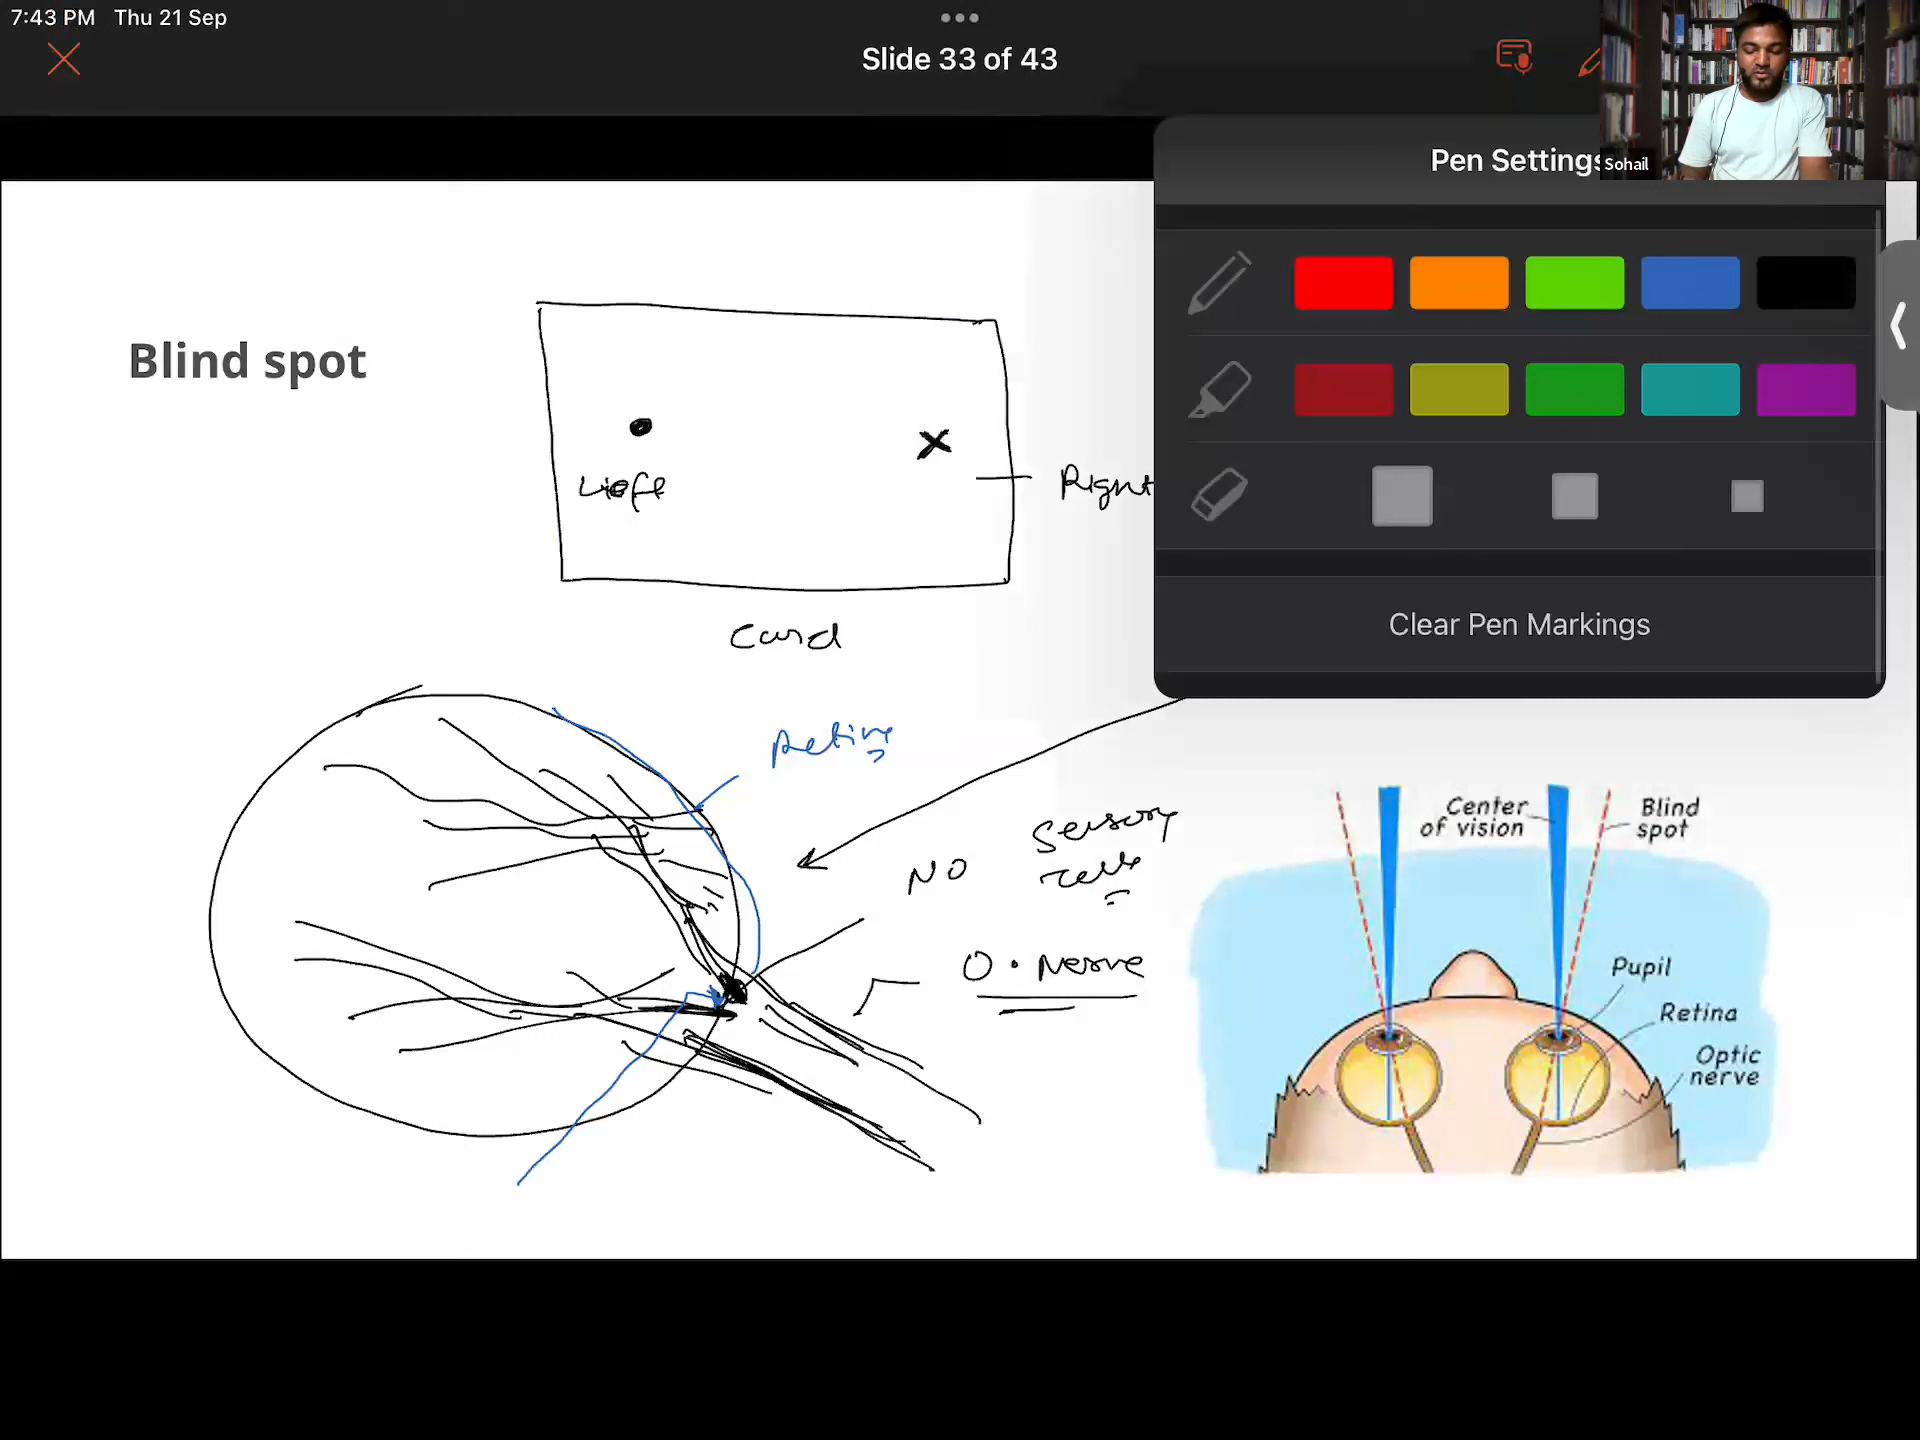 7:43 PM Thu 21 Sep
Slide 33 of 43
Pen Settings
Sohail
Blind spot
Left
Right
Card
Clear Pen Markings
Retina
NO Sensory
cells
O. Nerve
Center
of vision
Blind
spot
Pupil
Retina
Optic
nerve